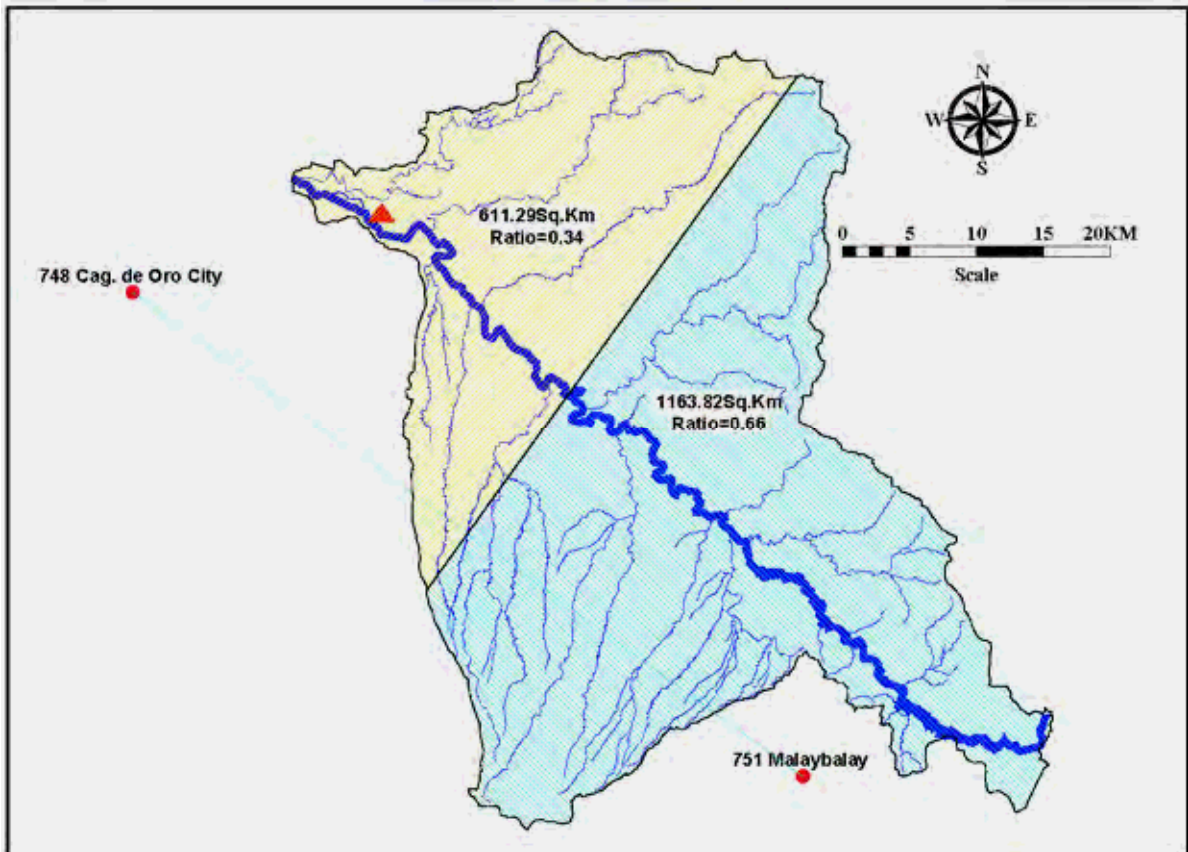 N
W E
S
611.29Sq.Km
Ratio=0.34
0 5 10 15 20KM
Scale
748 Cag. de Oro City
1163.82Sq.Km
Ratio=0.66
751 Malaybalay